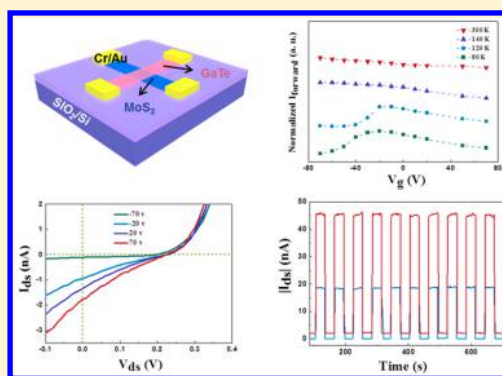 Cr/Au
GaTe
MoS2
SiO2/Si
Normalized Iforward (a. u.)
300 K
140 K
120 K
80 K
-80 -40 0 40 80
Vg (V)
Ids (nA)
2
1
0
-1
-2
-3
-70 v
-20 v
20 v
70 v
-0.1 0.0 0.1 0.2 0.3 0.4
Vds (V)
|Ids| (nA)
50
40
30
20
10
0
200 400 600
Time (s)